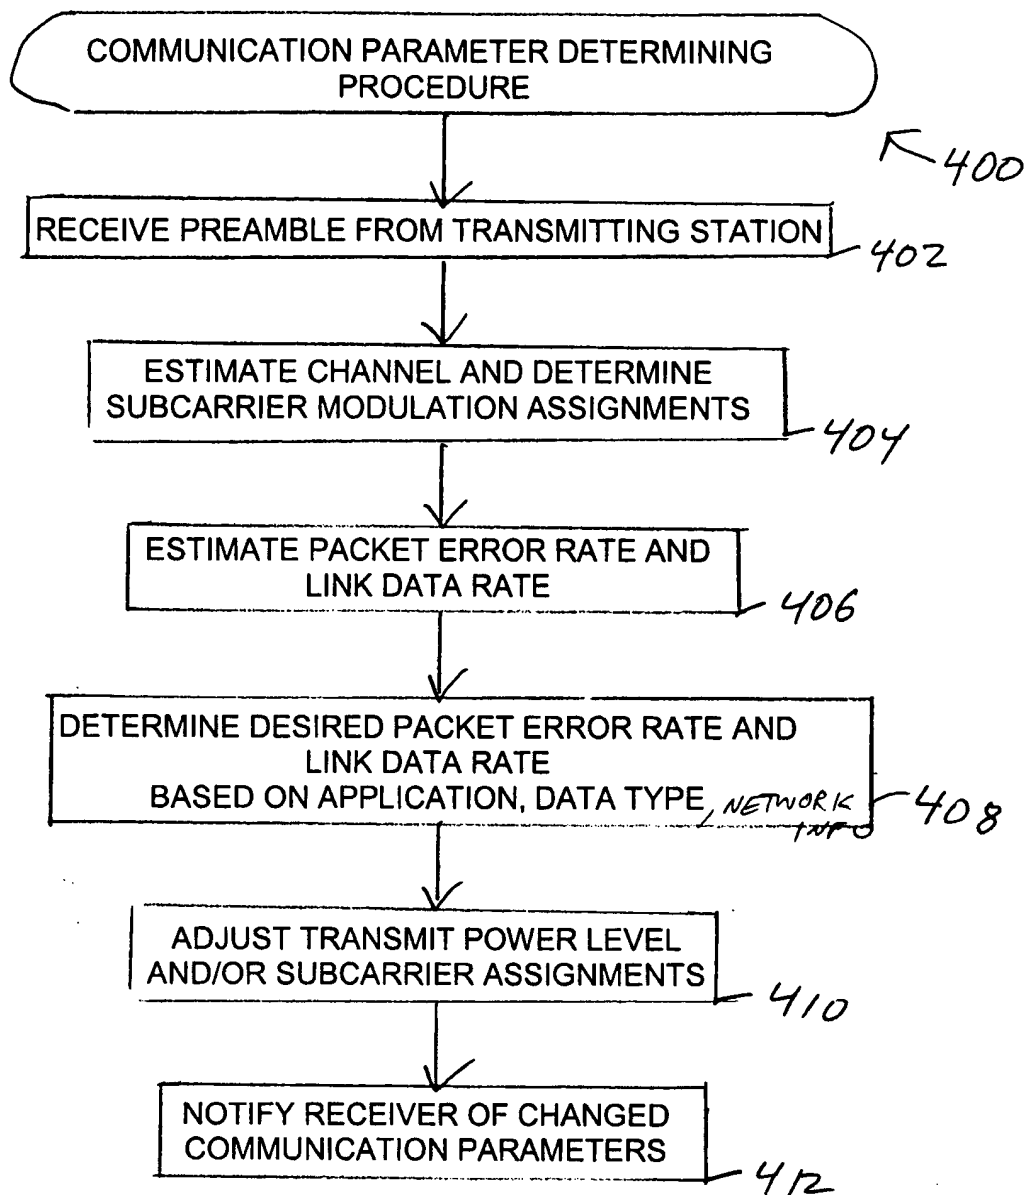 COMMUNICATION PARAMETER DETERMINING
PROCEDURE
400
RECEIVE PREAMBLE FROM TRANSMITTING STATION
402
ESTIMATE CHANNEL AND DETERMINE
SUBCARRIER MODULATION ASSIGNMENTS
404
ESTIMATE PACKET ERROR RATE AND
LINK DATA RATE
406
DETERMINE DESIRED PACKET ERROR RATE AND
LINK DATA RATE
BASED ON APPLICATION, DATA TYPE, NETWORK
INFO
408
ADJUST TRANSMIT POWER LEVEL
AND/OR SUBCARRIER ASSIGNMENTS
410
NOTIFY RECEIVER OF CHANGED
COMMUNICATION PARAMETERS
412